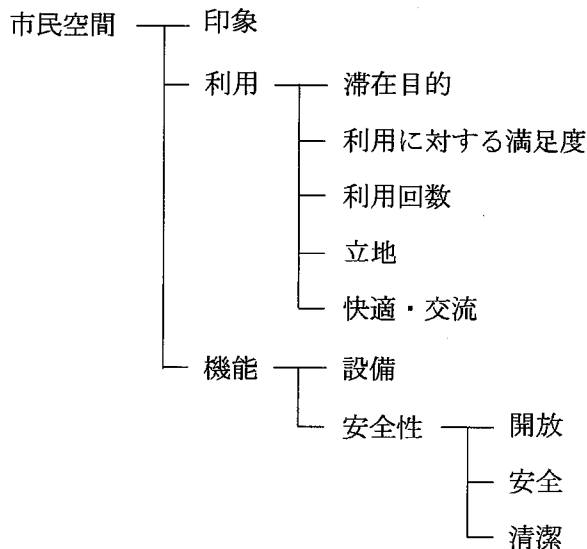 市民空間 印象
利用 滞在目的
利用に対する満足度
利用回数
立地
快適・交流
機能 設備
安全性 開放
安全
清潔